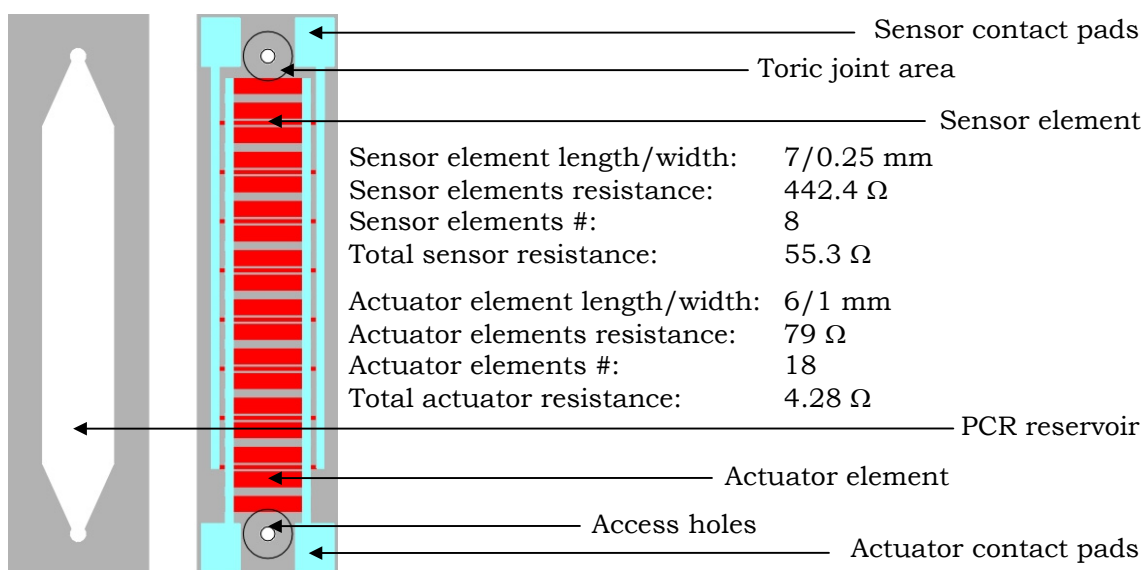 Sensor contact pads
Toric joint area
Sensor element
Sensor element length/width: 7/0.25 mm
Sensor elements resistance: 442.4 Ω
Sensor elements #: 8
Total sensor resistance: 55.3 Ω
Actuator element length/width: 6/1 mm
Actuator elements resistance: 79 Ω
Actuator elements #: 18
Total actuator resistance: 4.28 Ω
PCR reservoir
Actuator element
Access holes
Actuator contact pads